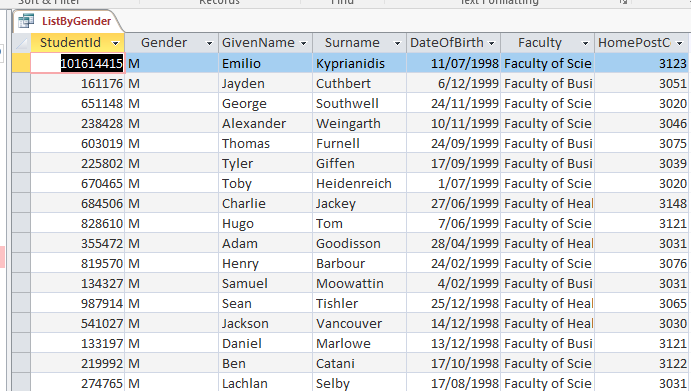 Sort & Filter Records Find Text Formatting
ListByGender
StudentId Gender GivenName Surname DateOfBirth Faculty HomePostC
101614415 M Emilio Kyprianidis 11/07/1998 Faculty of Scie 3123
161176 M Jayden Cuthbert 6/12/1999 Faculty of Busi 3051
651148 M George Southwell 24/11/1999 Faculty of Scie 3020
238428 M Alexander Weingarth 10/11/1999 Faculty of Scie 3046
603019 M Thomas Furnell 24/09/1999 Faculty of Busi 3075
225802 M Tyler Giffen 17/09/1999 Faculty of Busi 3039
670465 M Toby Heidenreich 1/07/1999 Faculty of Scie 3020
684506 M Charlie Jackey 27/06/1999 Faculty of Heal 3148
828610 M Hugo Tom 7/06/1999 Faculty of Scie 3121
355472 M Adam Goodisson 28/04/1999 Faculty of Heal 3031
819570 M Henry Barbour 24/02/1999 Faculty of Scie 3076
134327 M Samuel Moowattin 4/02/1999 Faculty of Busi 3031
987914 M Sean Tishler 25/12/1998 Faculty of Heal 3065
541027 M Jackson Vancouver 14/12/1998 Faculty of Heal 3030
133197 M Daniel Marlowe 13/12/1998 Faculty of Busi 3121
219992 M Ben Catani 17/10/1998 Faculty of Scie 3122
274765 M Lachlan Selby 17/08/1998 Faculty of Scie 3031